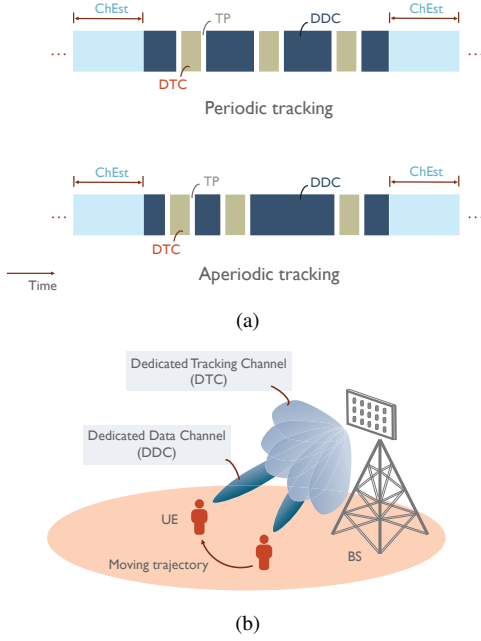 ChEst
TP
DDC
ChEst
...
...
DTC
Periodic tracking
ChEst
TP
DDC
ChEst
...
...
DTC
Aperiodic tracking
Time
(a)
Dedicated Tracking Channel
(DTC)
Dedicated Data Channel
(DDC)
UE
BS
Moving trajectory
(b)